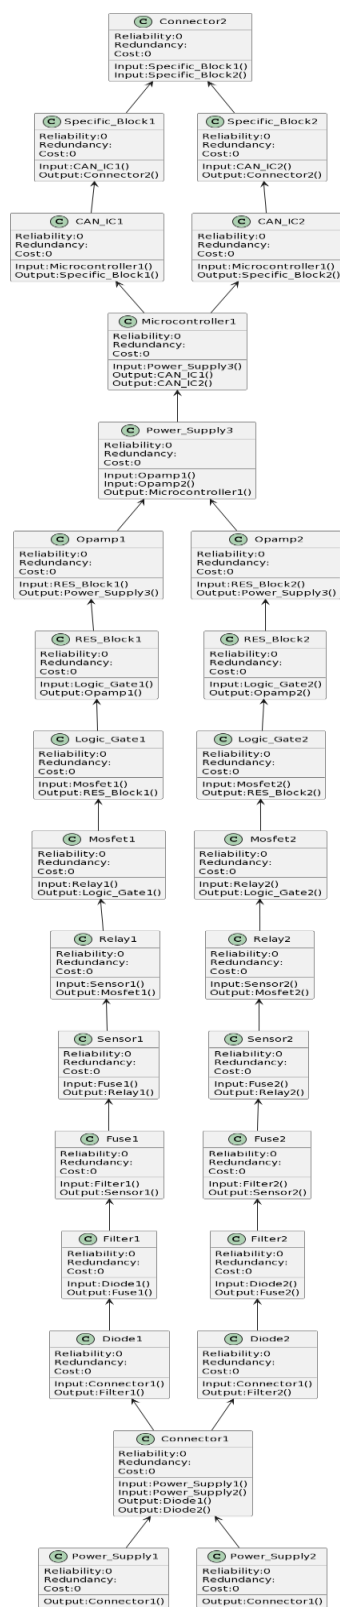 C Connector2
Reliability:0
Redundancy:
Cost:0
Input:Specific_Block1()
Input:Specific_Block2()
C Specific_Block1
Reliability:0
Redundancy:
Cost:0
Input:CAN_IC1()
Output:Connector2()
C Specific_Block2
Reliability:0
Redundancy:
Cost:0
Input:CAN_IC2()
Output:Connector2()
C CAN_IC1
Reliability:0
Redundancy:
Cost:0
Input:Microcontroller1()
Output:Specific_Block1()
C CAN_IC2
Reliability:0
Redundancy:
Cost:0
Input:Microcontroller1()
Output:Specific_Block2()
C Microcontroller1
Reliability:0
Redundancy:
Cost:0
Input:Power_Supply3()
Output:CAN_IC1()
Output:CAN_IC2()
C Power_Supply3
Reliability:0
Redundancy:
Cost:0
Input:Opamp1()
Input:Opamp2()
Output:Microcontroller1()
C Opamp1
Reliability:0
Redundancy:
Cost:0
Input:RES_Block1()
Output:Power_Supply3()
C Opamp2
Reliability:0
Redundancy:
Cost:0
Input:RES_Block2()
Output:Power_Supply3()
C RES_Block1
Reliability:0
Redundancy:
Cost:0
Input:Logic_Gate1()
Output:Opamp1()
C RES_Block2
Reliability:0
Redundancy:
Cost:0
Input:Logic_Gate2()
Output:Opamp2()
C Logic_Gate1
Reliability:0
Redundancy:
Cost:0
Input:Mosfet1()
Output:RES_Block1()
C Logic_Gate2
Reliability:0
Redundancy:
Cost:0
Input:Mosfet2()
Output:RES_Block2()
C Mosfet1
Reliability:0
Redundancy:
Cost:0
Input:Relay1()
Output:Logic_Gate1()
C Mosfet2
Reliability:0
Redundancy:
Cost:0
Input:Relay2()
Output:Logic_Gate2()
C Relay1
Reliability:0
Redundancy:
Cost:0
Input:Sensor1()
Output:Mosfet1()
C Relay2
Reliability:0
Redundancy:
Cost:0
Input:Sensor2()
Output:Mosfet2()
C Sensor1
Reliability:0
Redundancy:
Cost:0
Input:Fuse1()
Output:Relay1()
C Sensor2
Reliability:0
Redundancy:
Cost:0
Input:Fuse2()
Output:Relay2()
C Fuse1
Reliability:0
Redundancy:
Cost:0
Input:Filter1()
Output:Sensor1()
C Fuse2
Reliability:0
Redundancy:
Cost:0
Input:Filter2()
Output:Sensor2()
C Filter1
Reliability:0
Redundancy:
Cost:0
Input:Diode1()
Output:Fuse1()
C Filter2
Reliability:0
Redundancy:
Cost:0
Input:Diode2()
Output:Fuse2()
C Diode1
Reliability:0
Redundancy:
Cost:0
Input:Connector1()
Output:Filter1()
C Diode2
Reliability:0
Redundancy:
Cost:0
Input:Connector1()
Output:Filter2()
C Connector1
Reliability:0
Redundancy:
Cost:0
Input:Power_Supply1()
Input:Power_Supply2()
Output:Diode1()
Output:Diode2()
C Power_Supply1
Reliability:0
Redundancy:
Cost:0
Output:Connector1()
C Power_Supply2
Reliability:0
Redundancy:
Cost:0
Output:Connector1()